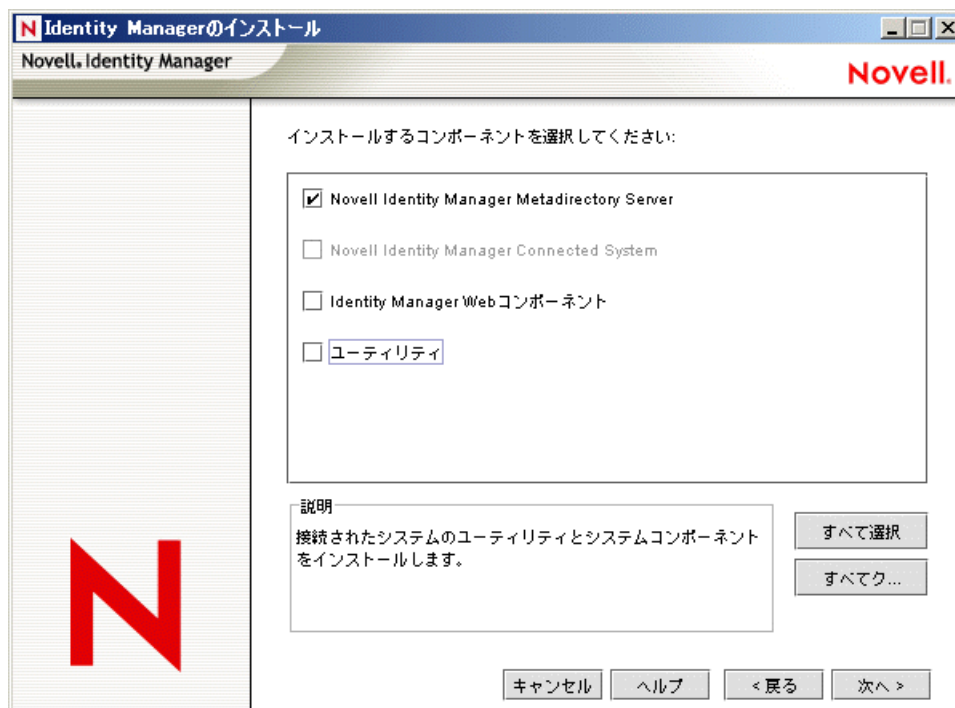 Identity Managerのインストール
Novell. Identity Manager
Novell.
インストールするコンポーネントを選択してください:
Novell Identity Manager Metadirectory Server
Novell Identity Manager Connected System
Identity Manager Webコンポーネント
ユーティリティ
説明
接続されたシステムのユーティリティとシステムコンポーネント
をインストールします。
すべて選択
すべてク...
キャンセル
ヘルプ
<戻る
次へ >